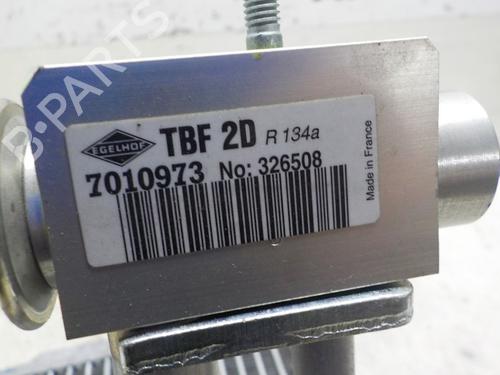 B-PARTS
EGELHOF
TBF 2D R 134a
7010973 No: 326508
Made in France